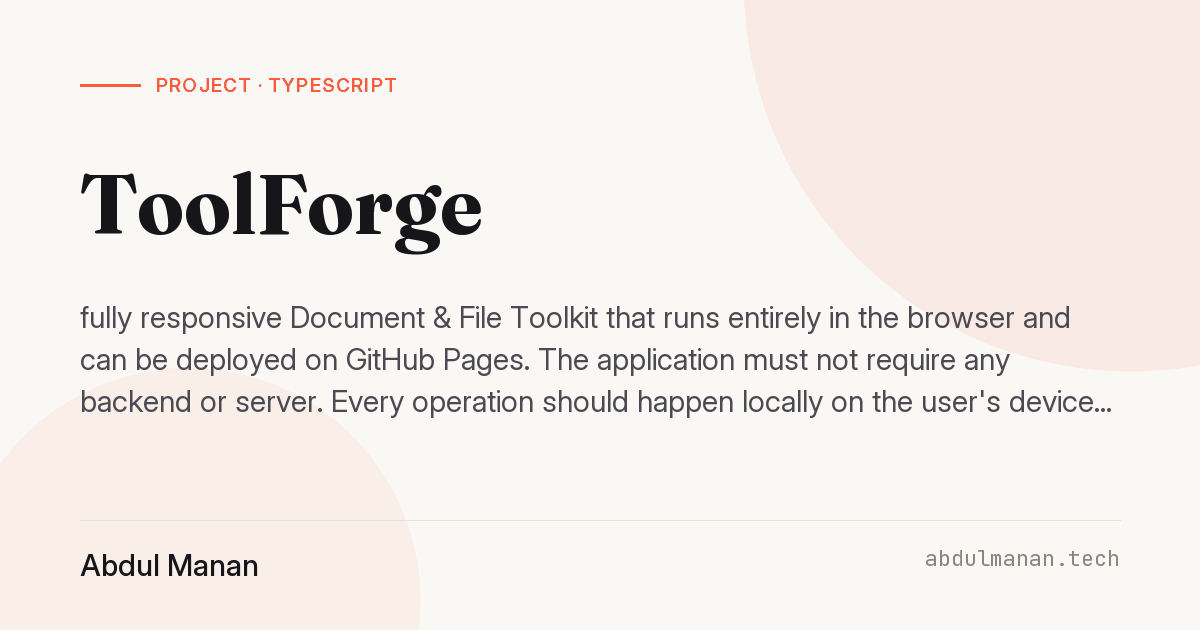 PROJECT · TYPESCRIPT
ToolForge
fully responsive Document & File Toolkit that runs entirely in the browser and
can be deployed on GitHub Pages. The application must not require any
backend or server. Every operation should happen locally on the user's device…
Abdul Manan
abdulmanan.tech